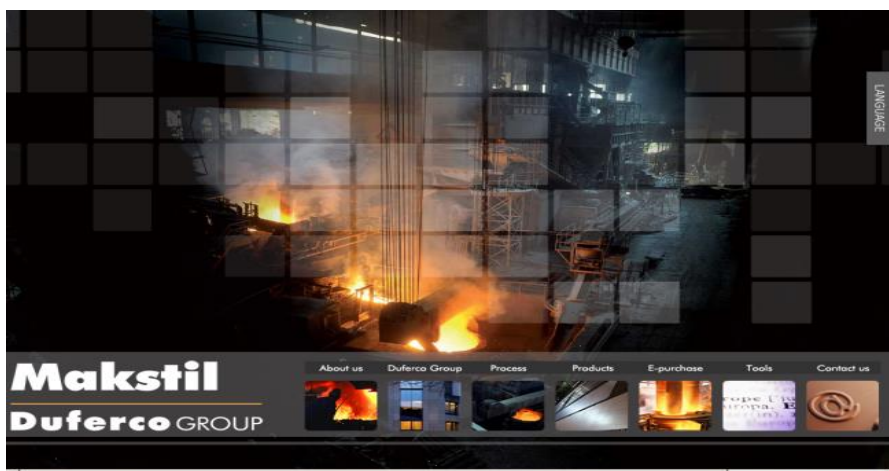 LANGUAGE
Makstil
Duferco GROUP
About us
Duferco Group
Process
Products
E-purchase
Tools
Contact us